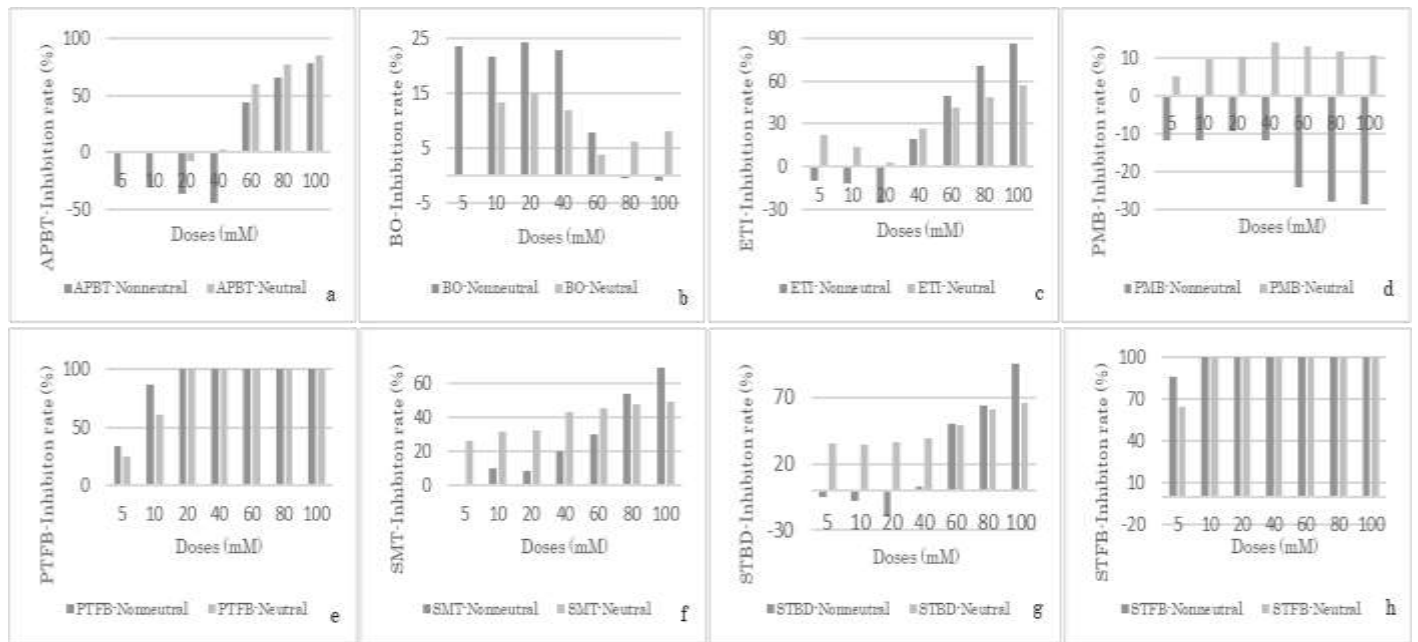 APBT-Inhibition rate (%)
100
50
0
-50
5 10 20 40 60 80 100
Doses (mM)
APBT-Nonneutral APBT-Neutral
a
BO-Inhibition rate (%)
25
15
5
-5
5 10 20 40 60 80 100
Doses (mM)
BO-Nonneutral BO-Neutral
b
ETI-Inhibition rate (%)
90
60
30
0
-30
5 10 20 40 60 80 100
Doses (mM)
ETI-Nonneutral ETI-Neutral
c
PMB-Inhibition rate (%)
10
0
-10
-20
-30
5 10 20 40 60 80 100
Doses (mM)
PMB-Nonneutral PMB-Neutral
d
PTFB-Inhibiton rate (%)
100
50
0
5 10 20 40 60 80 100
Doses (mM)
PTFB-Nonneutral PTFB-Neutral
e
SMT-Inhibiton rate (%)
60
40
20
0
5 10 20 40 60 80 100
Doses (mM)
SMT-Nonneutral SMT-Neutral
f
STBD-Inhibiton rate (%)
70
20
-30
5 10 20 40 60 80 100
Doses (mM)
STBD-Nonneutral STBD-Neutral
g
STFB-Inhibiton rate (%)
100
70
40
10
-20
5 10 20 40 60 80 100
Doses (mM)
STFB-Nonneutral STFB-Neutral
h